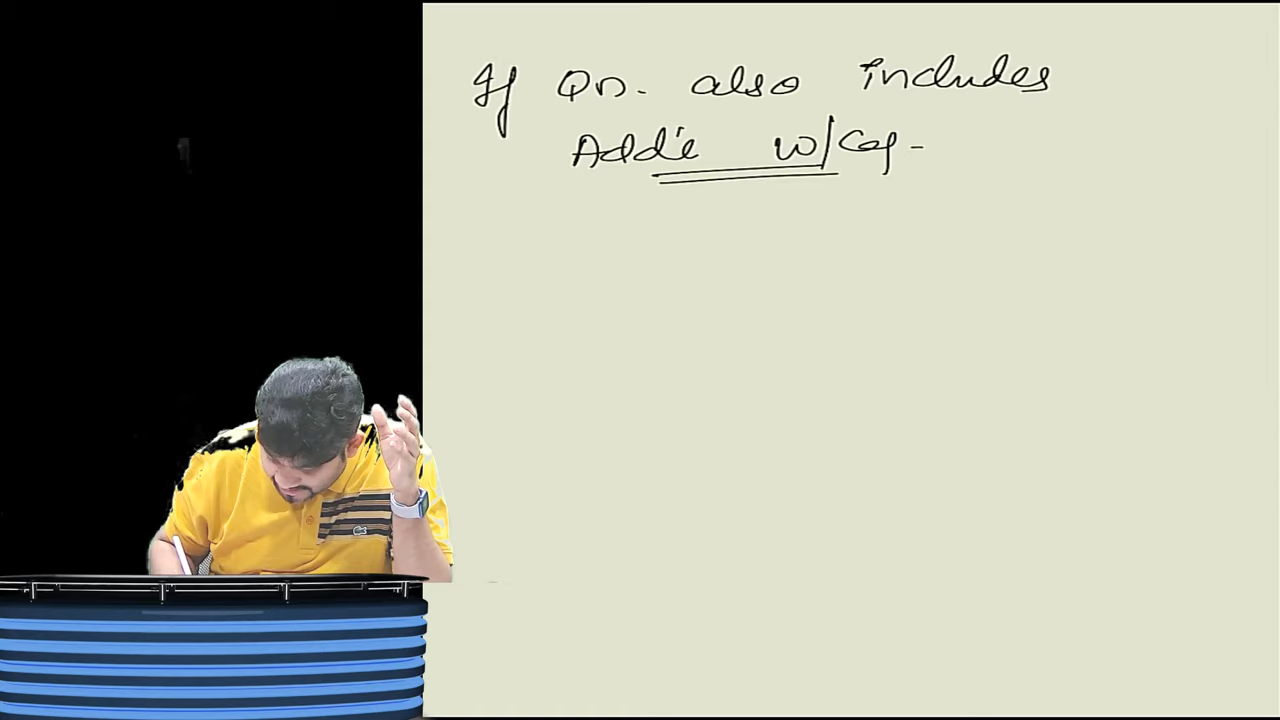 If Qn. also includes
Add'l W/Cap.